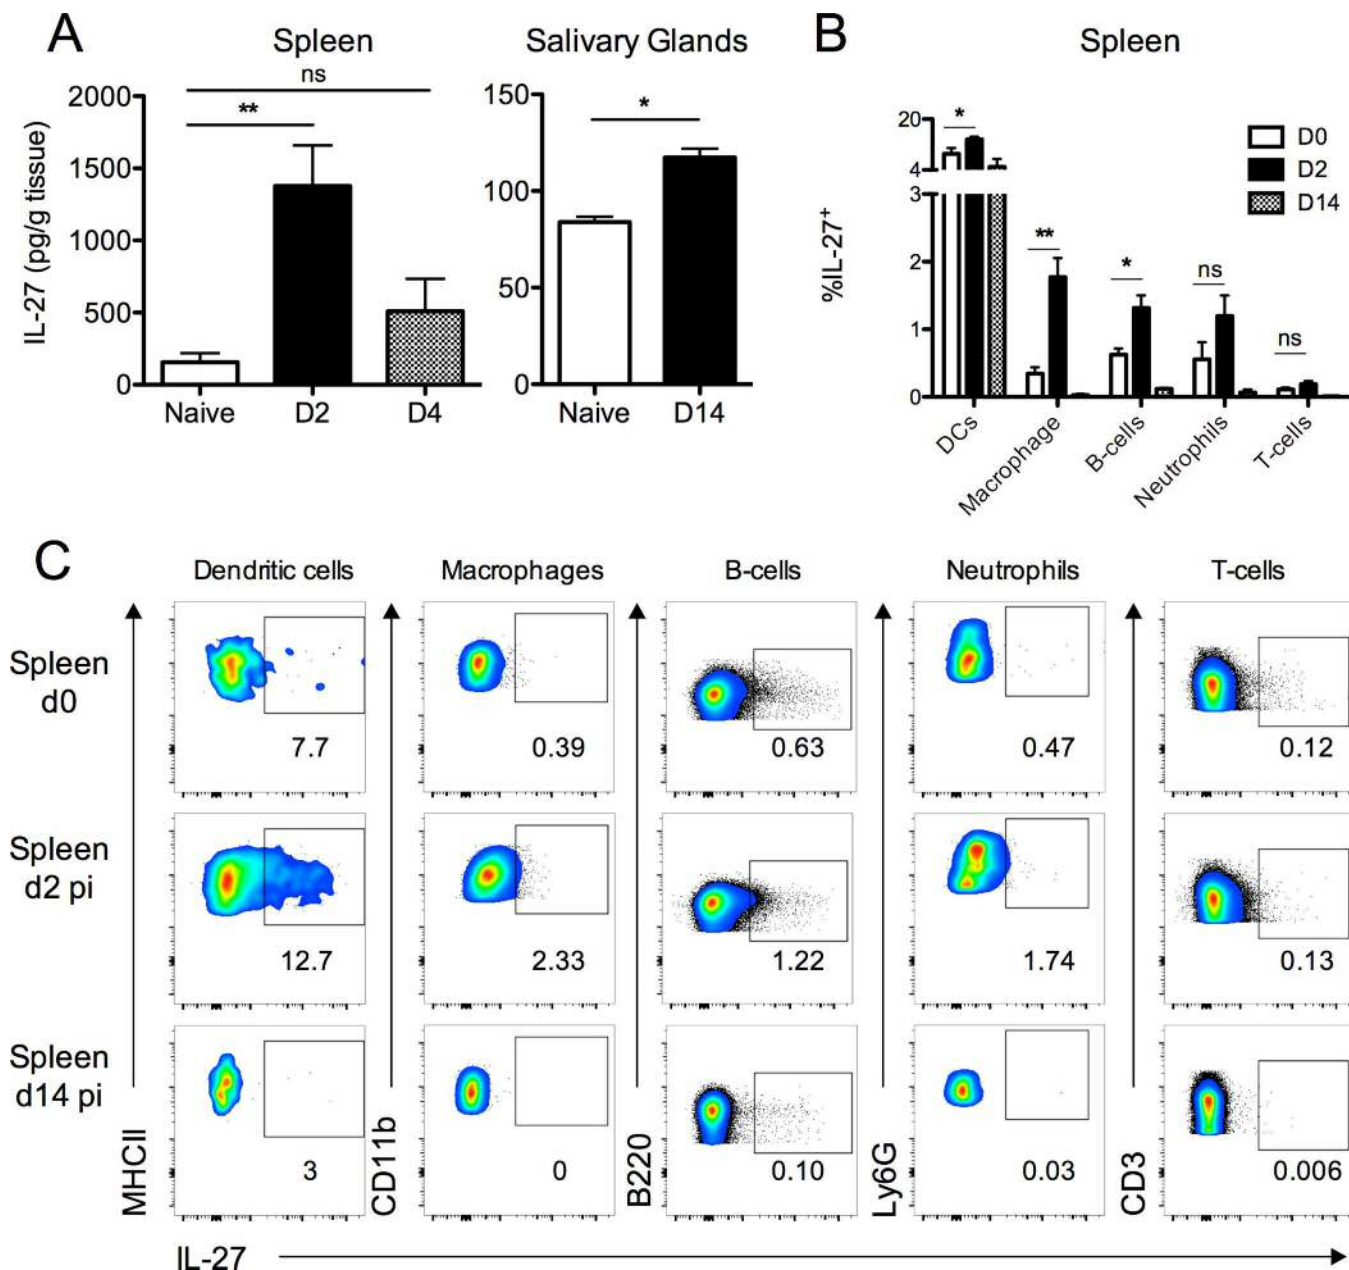 A
Spleen
Salivary Glands
ns
**
*
IL-27 (pg/g tissue)
2000
1500
1000
500
0
Naive
D2
D4
150
100
50
0
Naive
D14
B
Spleen
D0
D2
D14
%IL-27+
20
4
3
2
1
0
*
**
*
ns
ns
DCs
Macrophage
B-cells
Neutrophils
T-cells
C
Dendritic cells
Macrophages
B-cells
Neutrophils
T-cells
Spleen
d0
7.7
0.39
0.63
0.47
0.12
Spleen
d2 pi
12.7
2.33
1.22
1.74
0.13
Spleen
d14 pi
3
0
0.10
0.03
0.006
MHCII
CD11b
B220
Ly6G
CD3
IL-27